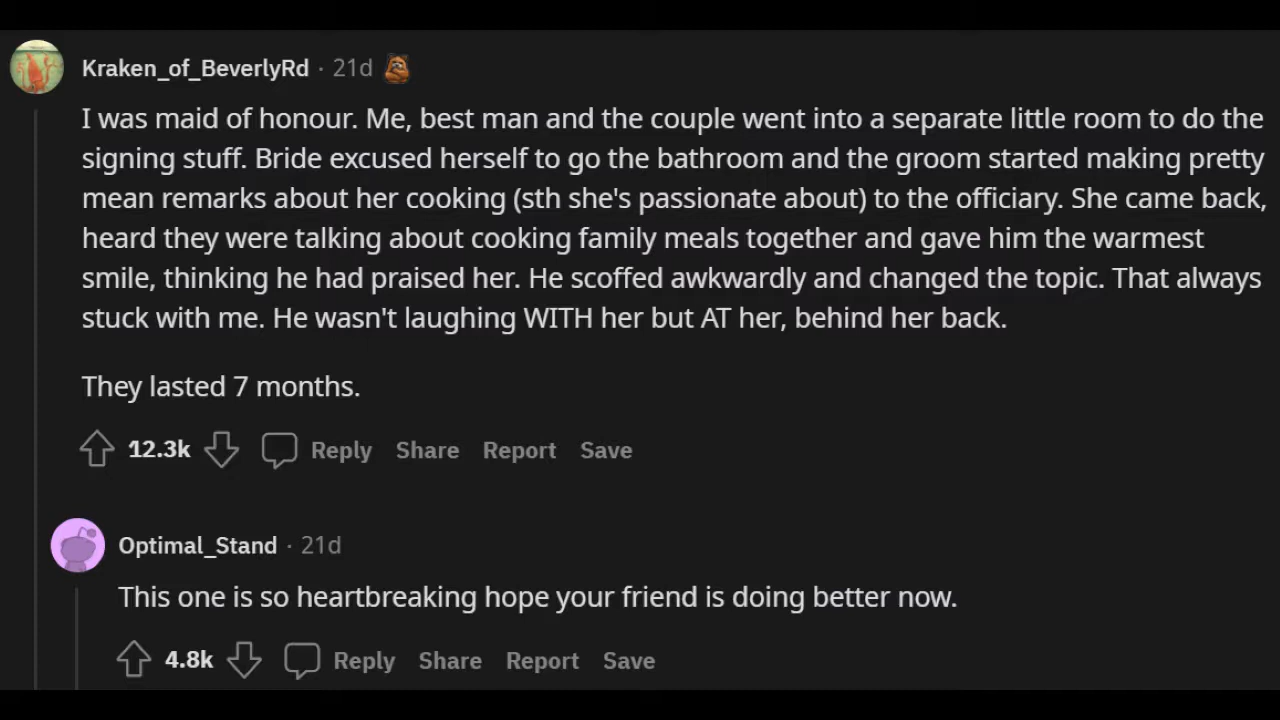 Kraken_of_BeverlyRd · 21d
I was maid of honour. Me, best man and the couple went into a separate little room to do the
signing stuff. Bride excused herself to go the bathroom and the groom started making pretty
mean remarks about her cooking (sth she's passionate about) to the officiary. She came back,
heard they were talking about cooking family meals together and gave him the warmest
smile, thinking he had praised her. He scoffed awkwardly and changed the topic. That always
stuck with me. He wasn't laughing WITH her but AT her, behind her back.
They lasted 7 months.
12.3k Reply Share Report Save
Optimal_Stand · 21d
This one is so heartbreaking hope your friend is doing better now.
4.8k Reply Share Report Save